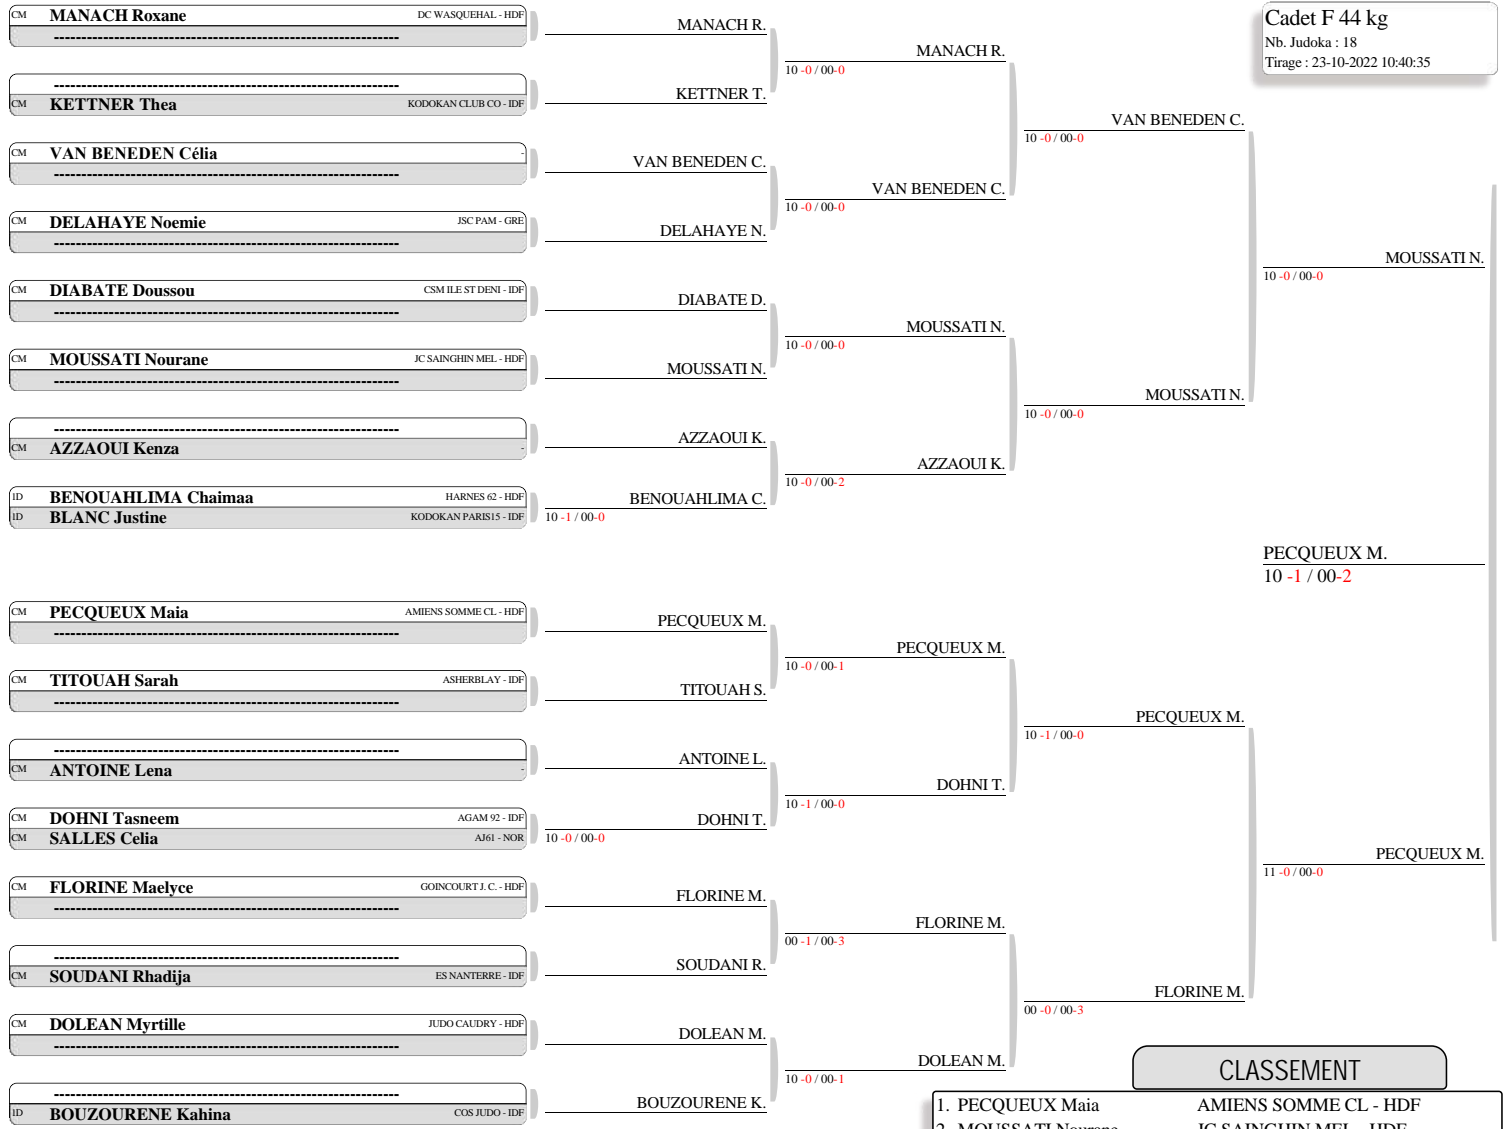 Cadet F 44 kg
Nb. Judoka : 18
Tirage : 23-10-2022 10:40:35
CM MANACH Roxane DC WASQUEHAL - HDF
------------------------------------------------------------------
------------------------------------------------------------------
CM KETTNER Thea KODOKAN CLUB CO - IDF
CM VAN BENEDEN Célia -
------------------------------------------------------------------
CM DELAHAYE Noemie JSC PAM - GRE
------------------------------------------------------------------
CM DIABATE Doussou CSM ILE ST DENI - IDF
------------------------------------------------------------------
CM MOUSSATI Nourane JC SAINGHIN MEL - HDF
------------------------------------------------------------------
------------------------------------------------------------------
CM AZZAOUI Kenza -
1D BENOUAHLIMA Chaimaa HARNES 62 - HDF
1D BLANC Justine KODOKAN PARIS15 - IDF
CM PECQUEUX Maia AMIENS SOMME CL - HDF
------------------------------------------------------------------
CM TITOUAH Sarah ASHERBLAY - IDF
------------------------------------------------------------------
------------------------------------------------------------------
CM ANTOINE Lena -
CM DOHNI Tasneem AGAM 92 - IDF
CM SALLES Celia AJ61 - NOR
CM FLORINE Maelyce GOINCOURT J. C. - HDF
------------------------------------------------------------------
------------------------------------------------------------------
CM SOUDANI Rhadija ES NANTERRE - IDF
CM DOLEAN Myrtille JUDO CAUDRY - HDF
------------------------------------------------------------------
------------------------------------------------------------------
1D BOUZOURENE Kahina COS JUDO - IDF
MANACH R.
KETTNER T.
VAN BENEDEN C.
DELAHAYE N.
DIABATE D.
MOUSSATI N.
AZZAOUI K.
BENOUAHLIMA C.
10 -1 / 00-0
PECQUEUX M.
TITOUAH S.
ANTOINE L.
DOHNI T.
10 -0 / 00-0
FLORINE M.
SOUDANI R.
DOLEAN M.
BOUZOURENE K.
MANACH R.
10 -0 / 00-0
VAN BENEDEN C.
10 -0 / 00-0
MOUSSATI N.
10 -0 / 00-0
AZZAOUI K.
10 -0 / 00-2
PECQUEUX M.
10 -0 / 00-1
DOHNI T.
10 -1 / 00-0
FLORINE M.
00 -1 / 00-3
DOLEAN M.
10 -0 / 00-1
VAN BENEDEN C.
10 -0 / 00-0
MOUSSATI N.
10 -0 / 00-0
PECQUEUX M.
10 -1 / 00-0
FLORINE M.
00 -0 / 00-3
MOUSSATI N.
10 -0 / 00-0
PECQUEUX M.
10 -1 / 00-2
PECQUEUX M.
11 -0 / 00-0
CLASSEMENT
1. PECQUEUX Maia AMIENS SOMME CL - HDF
2. MOUSSATI Nourane JC SAINGHIN MEL - HDF